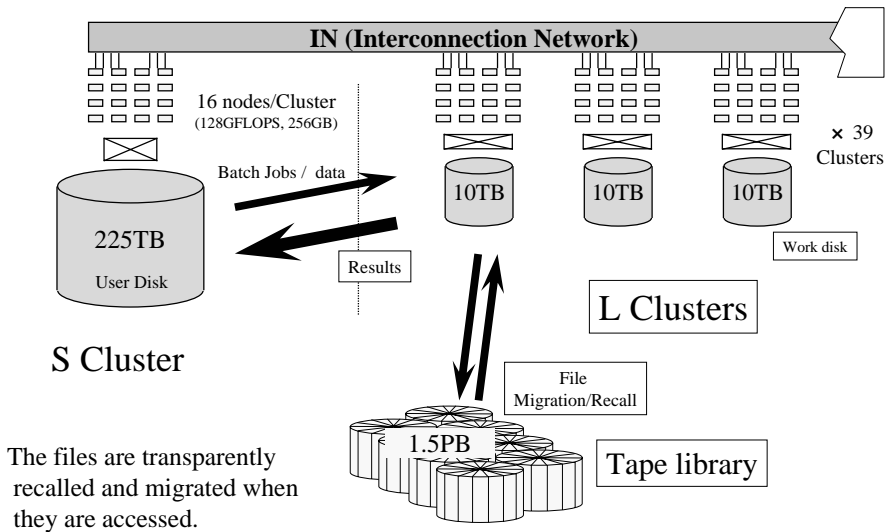 IN (Interconnection Network)
16 nodes/Cluster
(128GFLOPS, 256GB)
× 39
Clusters
Batch Jobs / data
10TB
10TB
10TB
225TB
User Disk
Work disk
Results
L Clusters
S Cluster
File
Migration/Recall
1.5PB
Tape library
The files are transparently
recalled and migrated when
they are accessed.